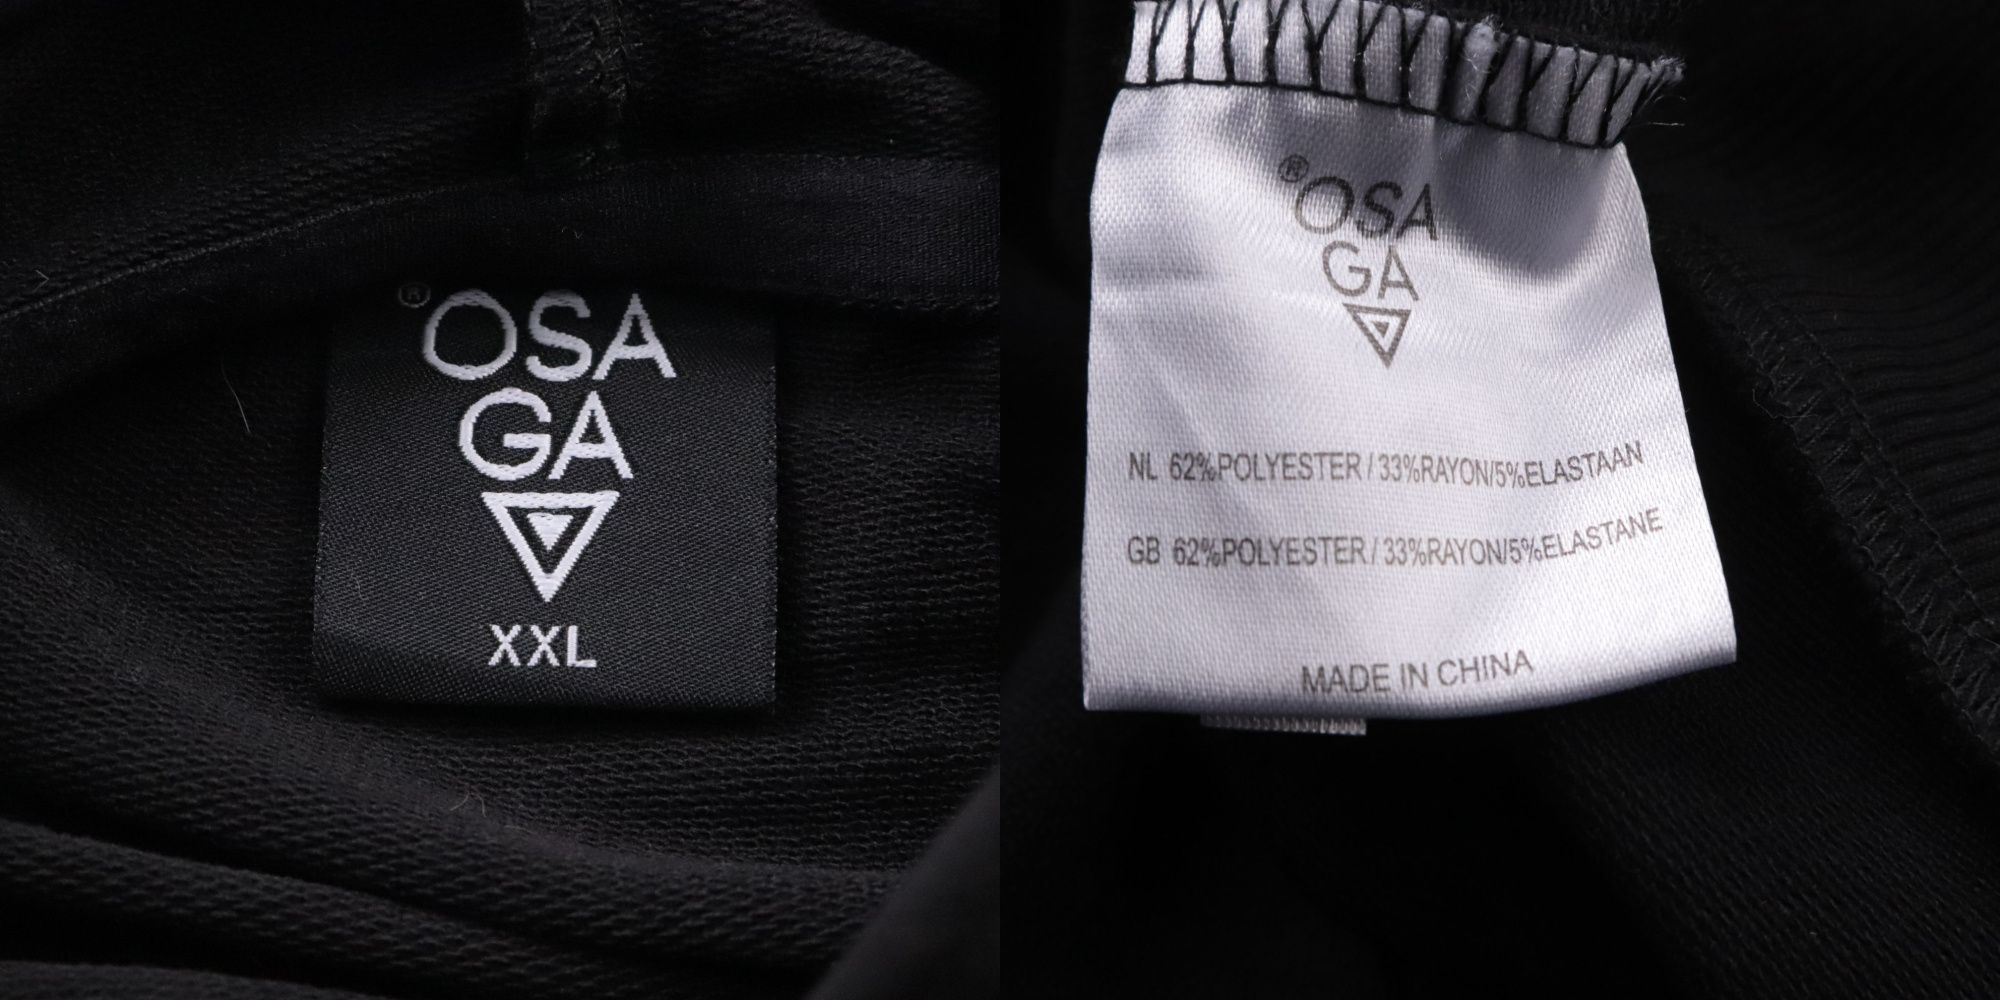 ®OSA
GA
XXL
®OSA
GA
NL 62%POLYESTER / 33%RAYON/5%ELASTAAN
GB 62%POLYESTER / 33%RAYON/5%ELASTANE
MADE IN CHINA